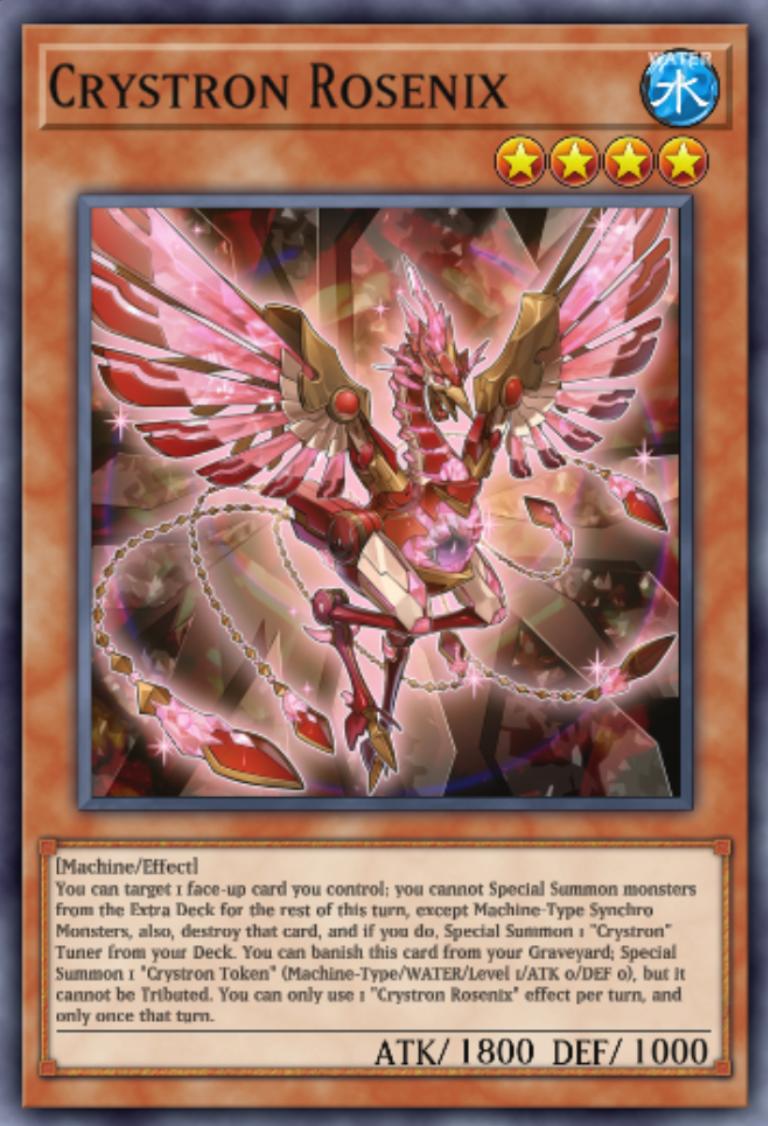 Crystron Rosenix
WATER
水
[Machine/Effect]
You can target 1 face-up card you control; you cannot Special Summon monsters
from the Extra Deck for the rest of this turn, except Machine-Type Synchro
Monsters, also, destroy that card, and if you do, Special Summon 1 "Crystron"
Tuner from your Deck. You can banish this card from your Graveyard; Special
Summon 1 "Crystron Token" (Machine-Type/WATER/Level 1/ATK 0/DEF 0), but it
cannot be Tributed. You can only use 1 "Crystron Rosenix" effect per turn, and
only once that turn.
ATK/ 1800 DEF/ 1000